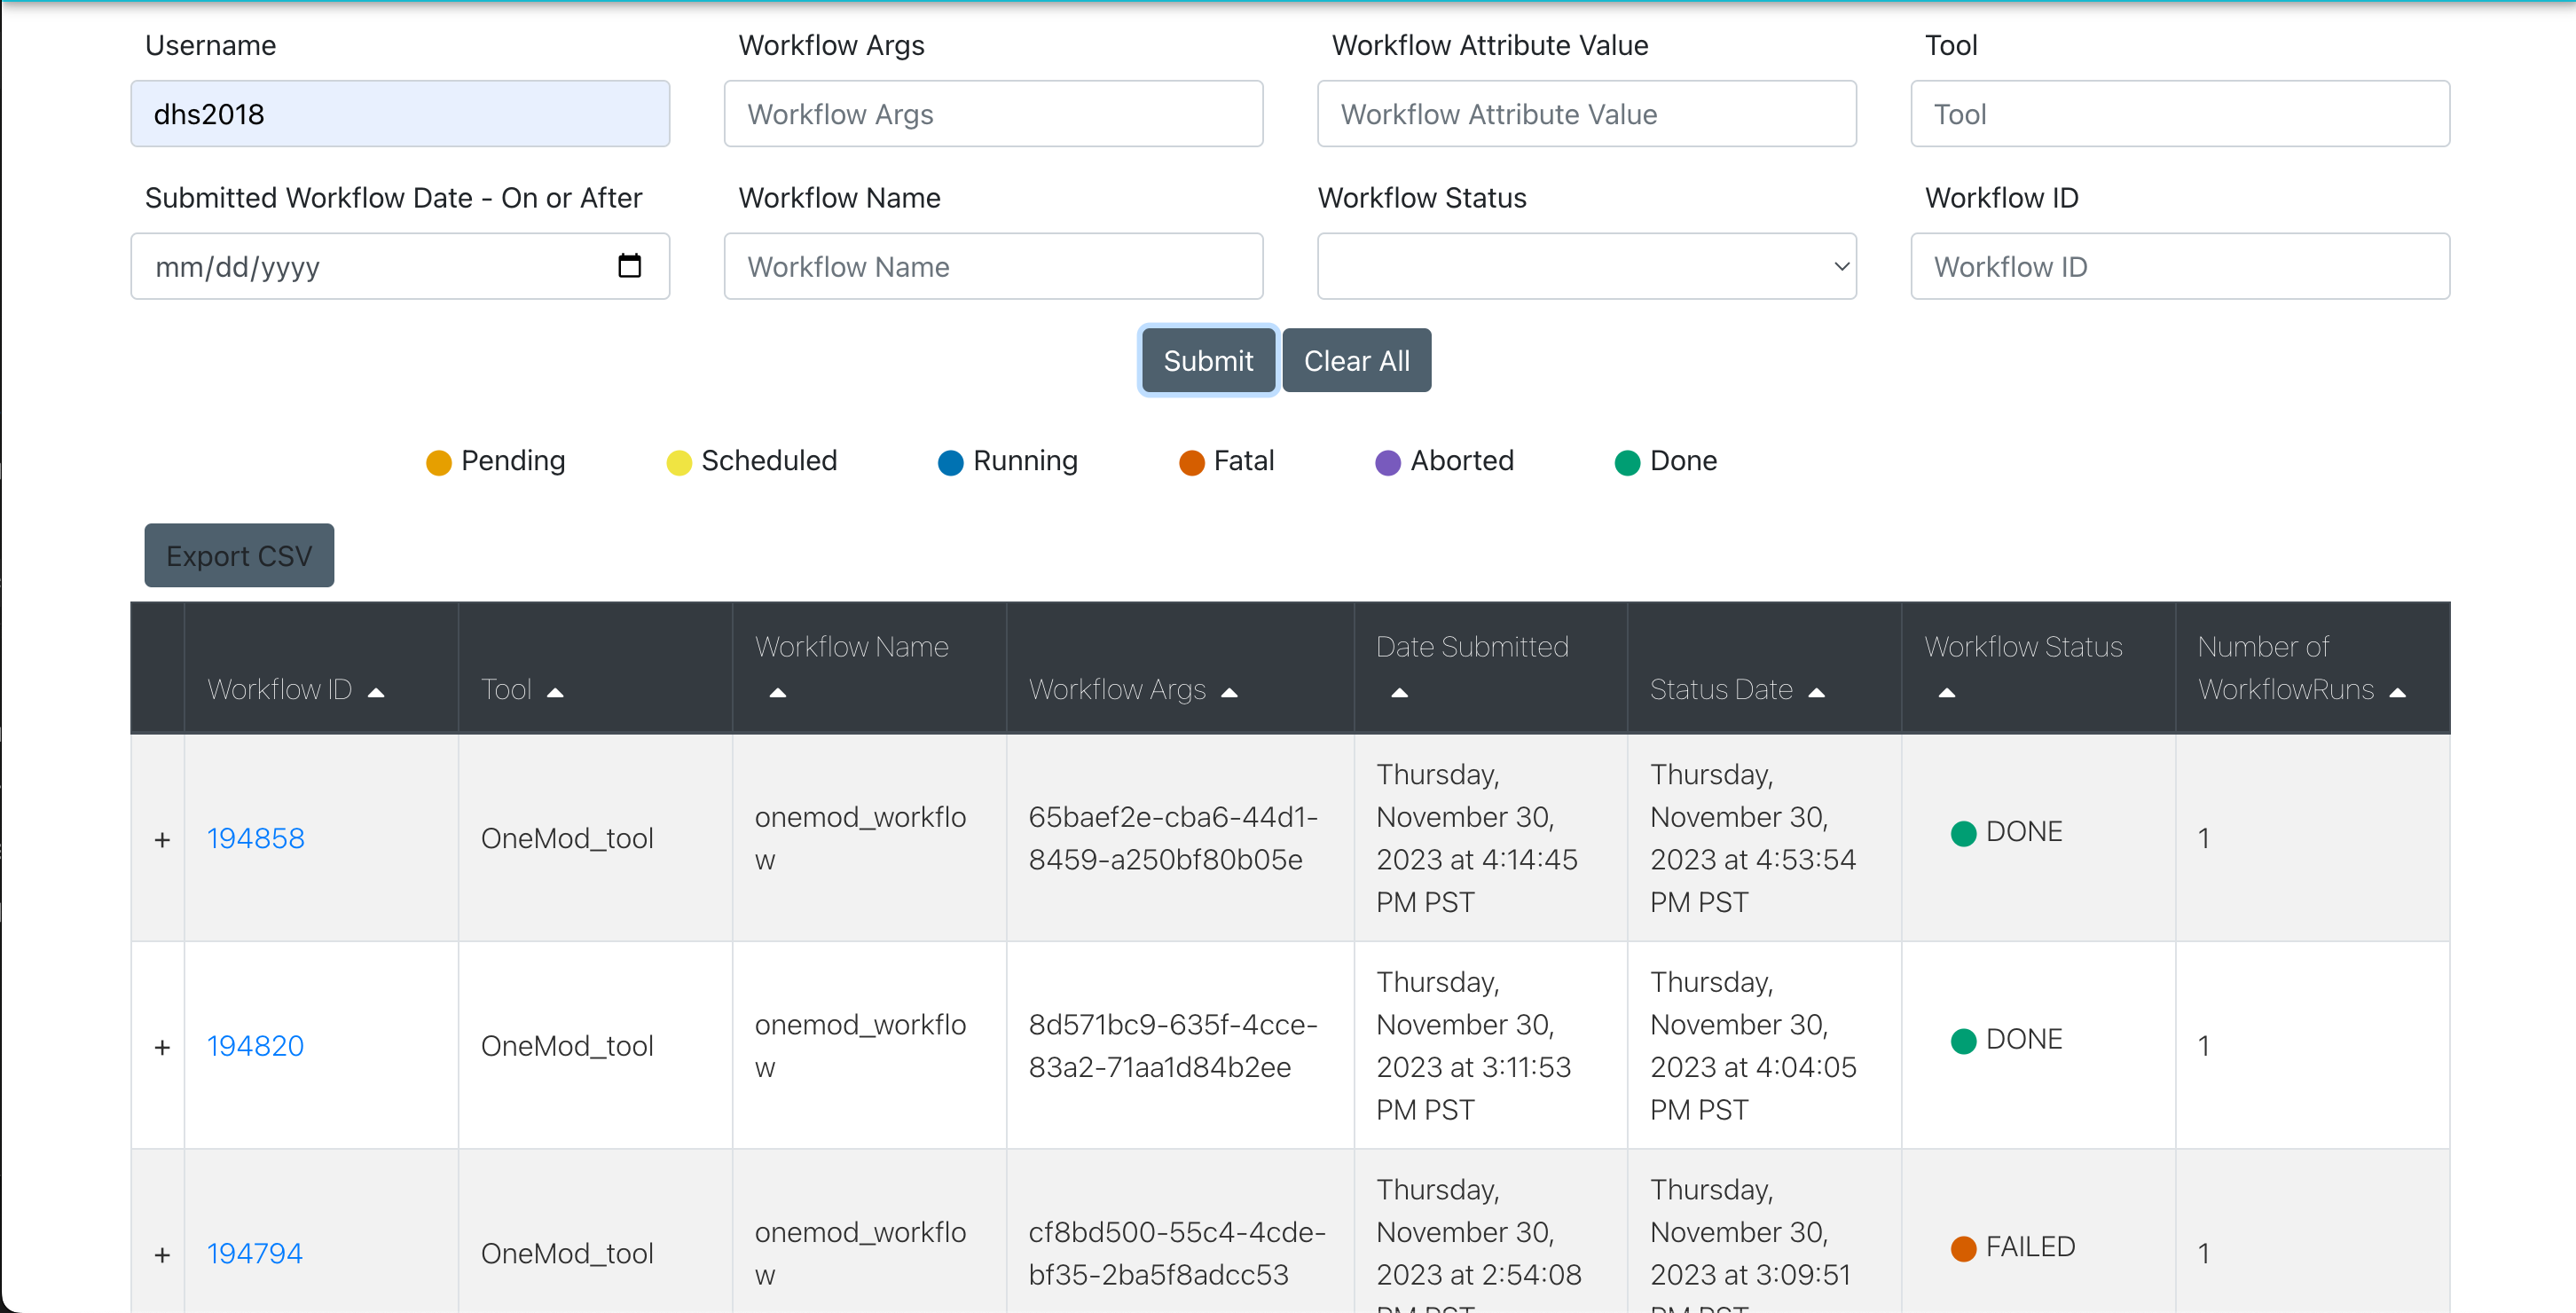 Username
Workflow Args
Workflow Attribute Value
Tool
dhs2018
Workflow Args
Workflow Attribute Value
Tool
Submitted Workflow Date - On or After
Workflow Name
Workflow Status
Workflow ID
mm/dd/yyyy
Workflow Name
Workflow ID
Submit
Clear All
Pending
Scheduled
Running
Fatal
Aborted
Done
Export CSV
Workflow ID
Tool
Workflow Name
Workflow Args
Date Submitted
Status Date
Workflow Status
Number of
WorkflowRuns
+
194858
OneMod_tool
onemod_workflo
w
65baef2e-cba6-44d1-
8459-a250bf80b05e
Thursday,
November 30,
2023 at 4:14:45
PM PST
Thursday,
November 30,
2023 at 4:53:54
PM PST
DONE
1
+
194820
OneMod_tool
onemod_workflo
w
8d571bc9-635f-4cce-
83a2-71aa1d84b2ee
Thursday,
November 30,
2023 at 3:11:53
PM PST
Thursday,
November 30,
2023 at 4:04:05
PM PST
DONE
1
+
194794
OneMod_tool
onemod_workflo
w
cf8bd500-55c4-4cde-
bf35-2ba5f8adcc53
Thursday,
November 30,
2023 at 2:54:08
PM PST
Thursday,
November 30,
2023 at 3:09:51
PM PST
FAILED
1